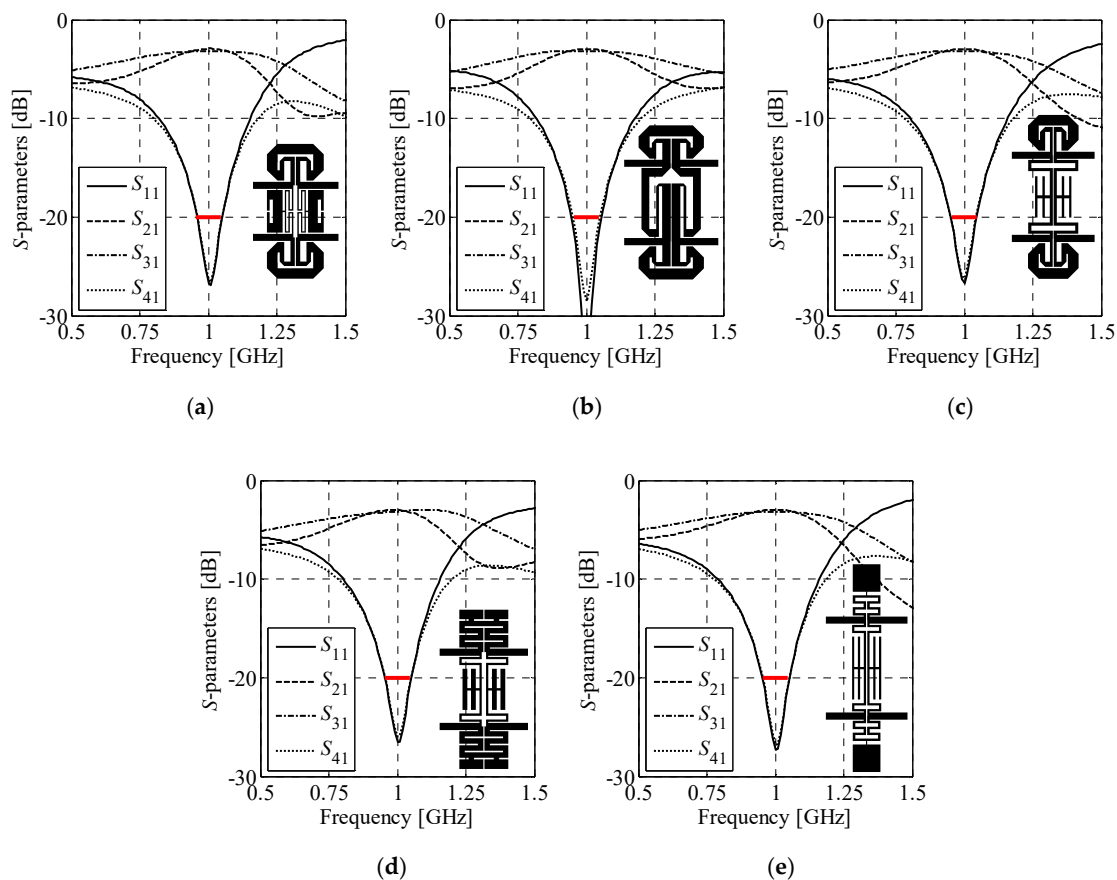 0
-10
-20
-30
S-parameters [dB]
S11
S21
S31
S41
0.5 0.75 1 1.25 1.5
Frequency [GHz]
(a)
0
-10
-20
-30
S-parameters [dB]
S11
S21
S31
S41
0.5 0.75 1 1.25 1.5
Frequency [GHz]
(b)
0
-10
-20
-30
S-parameters [dB]
S11
S21
S31
S41
0.5 0.75 1 1.25 1.5
Frequency [GHz]
(c)
0
-10
-20
-30
S-parameters [dB]
S11
S21
S31
S41
0.5 0.75 1 1.25 1.5
Frequency [GHz]
(d)
0
-10
-20
-30
S-parameters [dB]
S11
S21
S31
S41
0.5 0.75 1 1.25 1.5
Frequency [GHz]
(e)